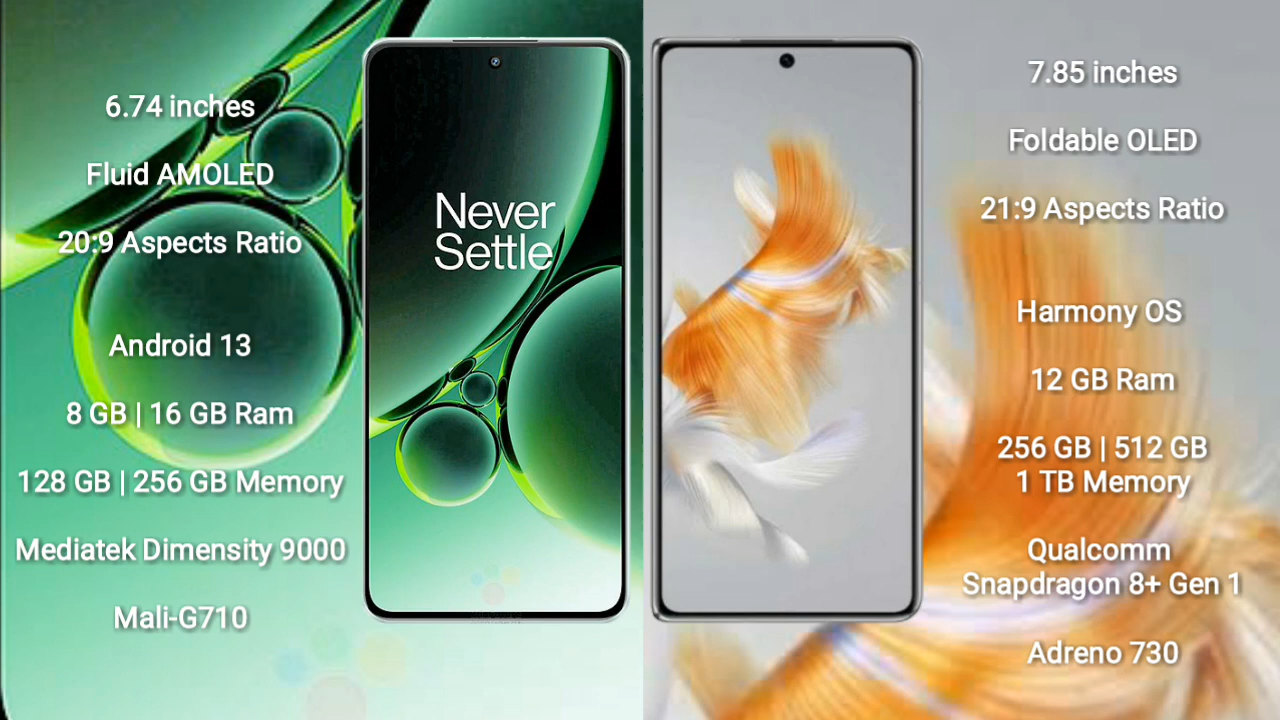 6.74 inches
Fluid AMOLED
20:9 Aspects Ratio
Android 13
8 GB | 16 GB Ram
128 GB | 256 GB Memory
Mediatek Dimensity 9000
Mali-G710
Never
Settle
7.85 inches
Foldable OLED
21:9 Aspects Ratio
Harmony OS
12 GB Ram
256 GB | 512 GB
1 TB Memory
Qualcomm
Snapdragon 8+ Gen 1
Adreno 730